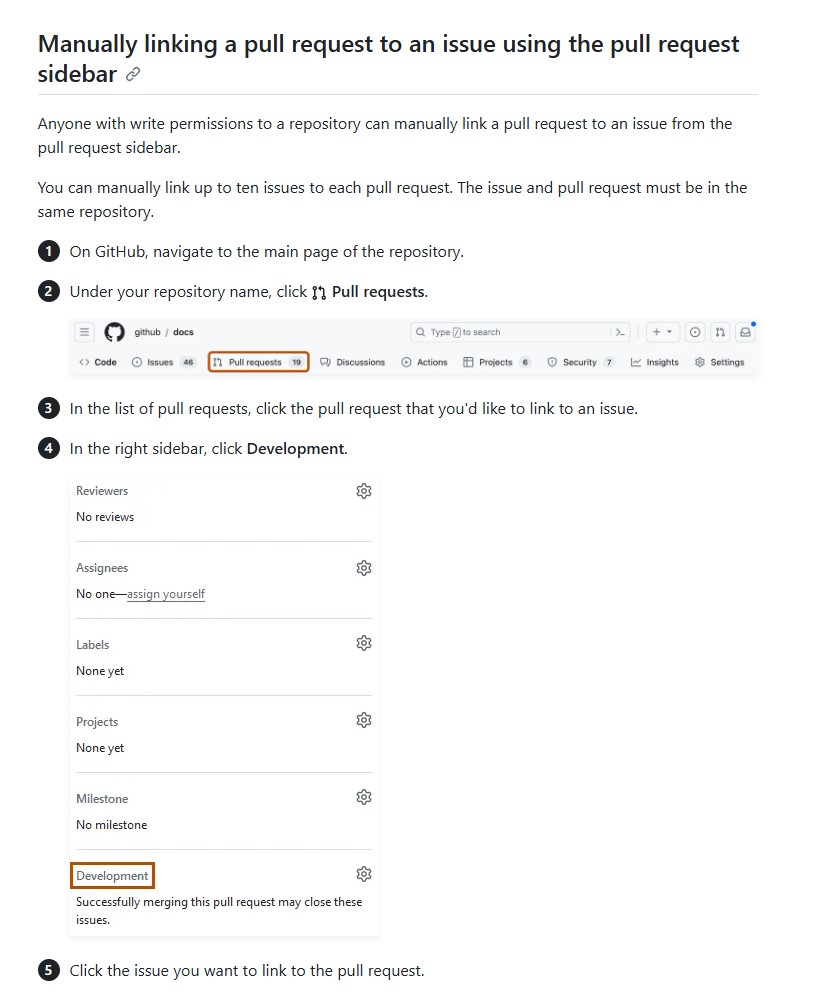 Manually linking a pull request to an issue using the pull request
sidebar
Anyone with write permissions to a repository can manually link a pull request to an issue from the
pull request sidebar.
You can manually link up to ten issues to each pull request. The issue and pull request must be in the
same repository.
1 On GitHub, navigate to the main page of the repository.
2 Under your repository name, click Pull requests.
github / docs Type / to search
Code Issues 46 Pull requests 19 Discussions Actions Projects 6 Security 7 Insights Settings
3 In the list of pull requests, click the pull request that you'd like to link to an issue.
4 In the right sidebar, click Development.
Reviewers
No reviews
Assignees
No one—assign yourself
Labels
None yet
Projects
None yet
Milestone
No milestone
Development
Successfully merging this pull request may close these
issues.
5 Click the issue you want to link to the pull request.